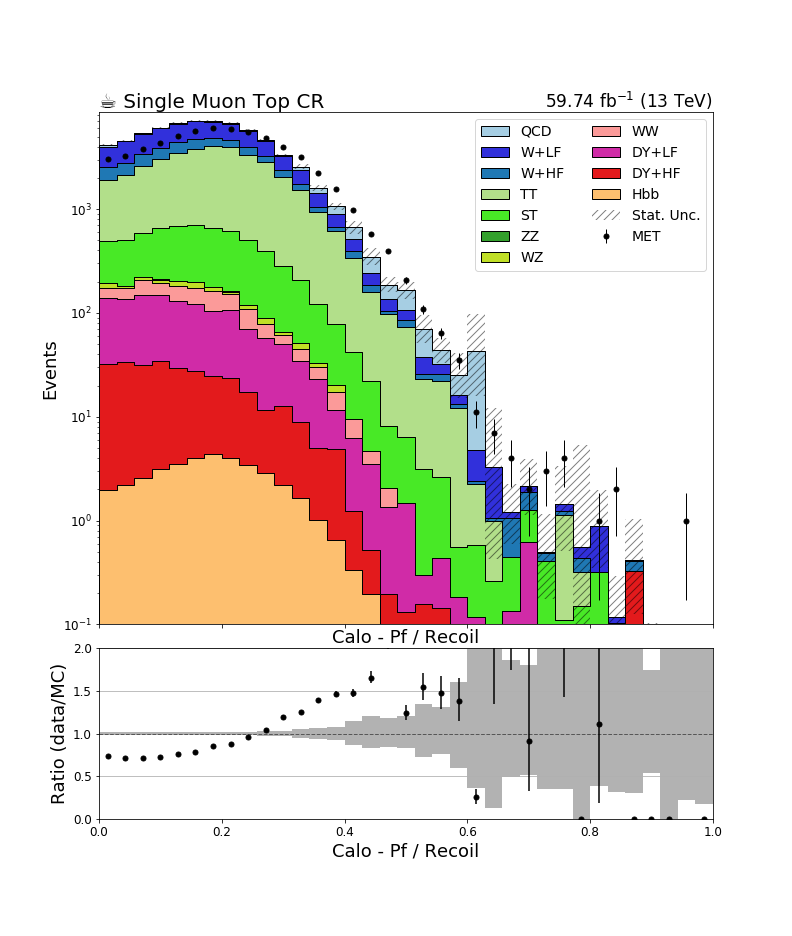 ☕ Single Muon Top CR
59.74 fb⁻¹ (13 TeV)
QCD
W+LF
W+HF
TT
ST
ZZ
WZ
WW
DY+LF
DY+HF
Hbb
Stat. Unc.
MET
Events
10³
10²
10¹
10⁰
10⁻¹
Calo - Pf / Recoil
Ratio (data/MC)
2.0
1.5
1.0
0.5
0.0
0.0 0.2 0.4 0.6 0.8 1.0
Calo - Pf / Recoil